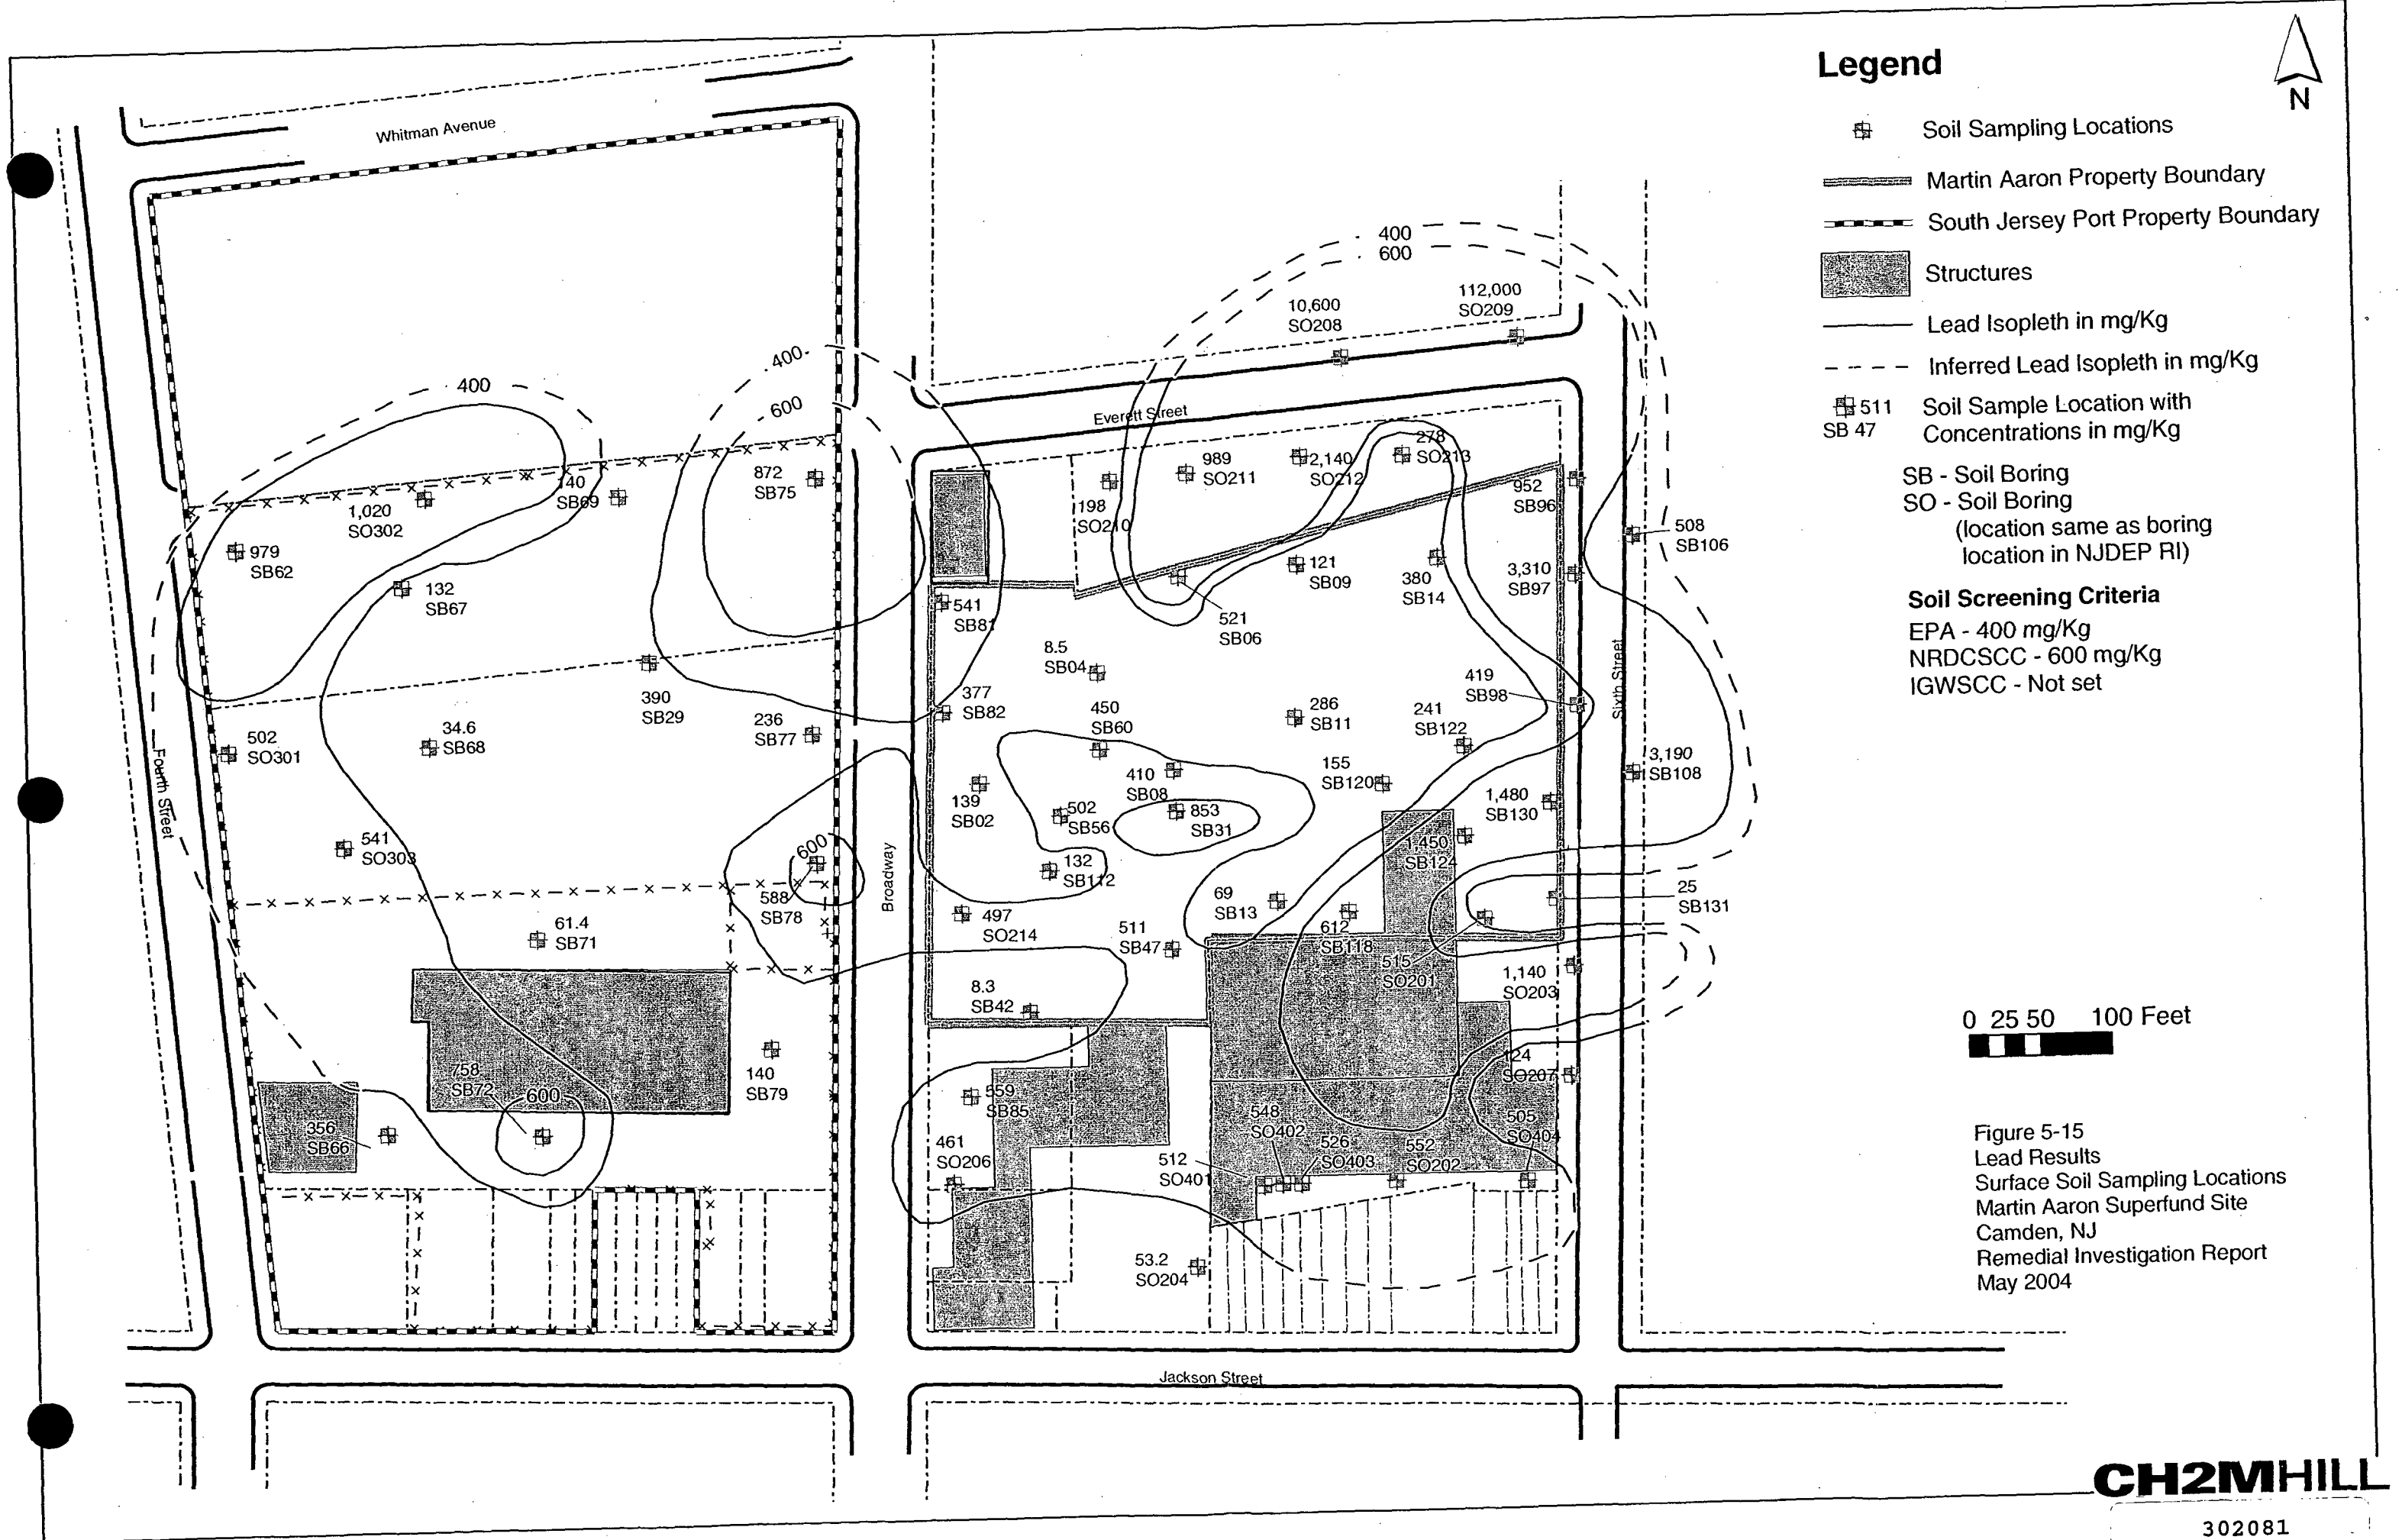 Legend
N
Soil Sampling Locations
Martin Aaron Property Boundary
South Jersey Port Property Boundary
Structures
Lead Isopleth in mg/Kg
Inferred Lead Isopleth in mg/Kg
511
SB 47
Soil Sample Location with
Concentrations in mg/Kg
SB - Soil Boring
SO - Soil Boring
(location same as boring
location in NJDEP RI)
Soil Screening Criteria
EPA - 400 mg/Kg
NRDCSCC - 600 mg/Kg
IGWSCC - Not set
0 25 50 100 Feet
Figure 5-15
Lead Results
Surface Soil Sampling Locations
Martin Aaron Superfund Site
Camden, NJ
Remedial Investigation Report
May 2004
CH2MHILL
302081
Whitman Avenue
Everett Street
Fourth Street
Broadway
Sixth Street
Jackson Street
400
600
10,600
SO208
112,000
SO209
400
400
600
1,020
SO302
140
SB69
872
SB75
979
SB62
132
SB67
390
SB29
236
SB77
502
SO301
34.6
SB68
541
SO303
600
588
SB78
61.4
SB71
758
SB72
600
140
SB79
356
SB66
198
SO210
989
SO211
2,140
SO212
278
SO213
952
SB96
508
SB106
541
SB81
521
SB06
121
SB09
380
SB14
3,310
SB97
8.5
SB04
377
SB82
450
SB60
286
SB11
241
SB122
419
SB98
410
SB08
155
SB120
3,190
SB108
139
SB02
502
SB56
853
SB31
1,480
SB130
1,450
SB124
132
SB112
69
SB13
25
SB131
497
SO214
511
SB47
612
SB118
515
SO201
1,140
SO203
8.3
SB42
124
SO207
559
SB85
548
SO402
526
SO403
552
SO202
505
SO404
461
SO206
512
SO401
53.2
SO204